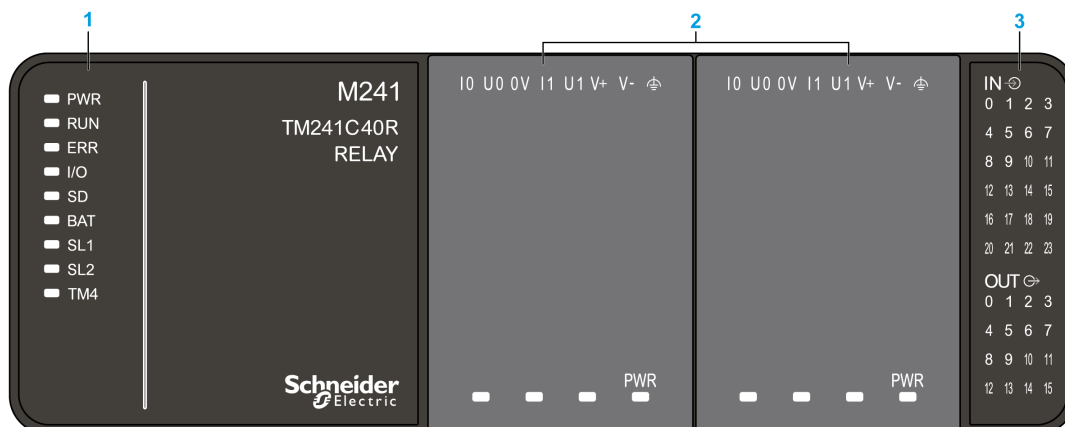 1
2
3
PWR
RUN
ERR
I/O
SD
BAT
SL1
SL2
TM4
M241
TM241C40R
RELAY
Schneider
Electric
I0 U0 0V I1 U1 V+ V-
PWR
I0 U0 0V I1 U1 V+ V-
PWR
IN
0 1 2 3
4 5 6 7
8 9 10 11
12 13 14 15
16 17 18 19
20 21 22 23
OUT
0 1 2 3
4 5 6 7
8 9 10 11
12 13 14 15